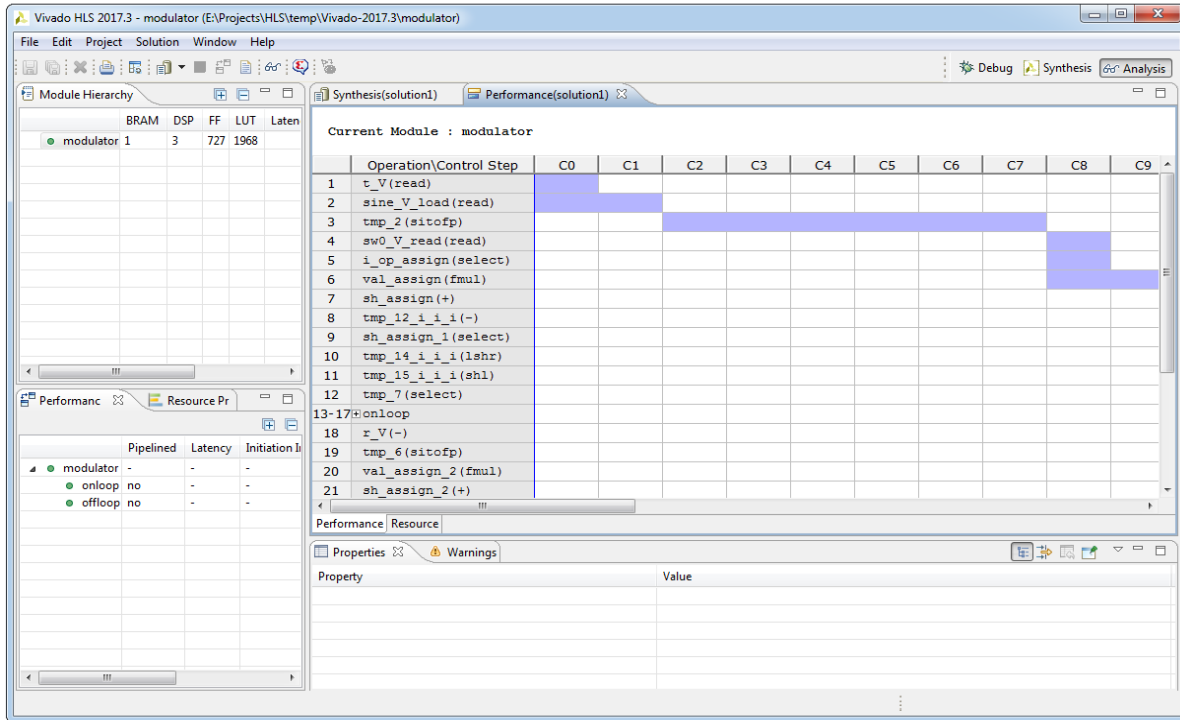 Vivado HLS 2017.3 - modulator (E:\Projects\HLS\temp\Vivado-2017.3\modulator)
File Edit Project Solution Window Help
Debug Synthesis Analysis
Module Hierarchy
BRAM DSP FF LUT Laten
modulator 1 3 727 1968
Performanc Resource Pr
Pipelined Latency Initiation In
modulator - - -
onloop no - -
offloop no - -
Synthesis(solution1) Performance(solution1)
Current Module : modulator
Operation\Control Step C0 C1 C2 C3 C4 C5 C6 C7 C8 C9
1 t_V(read)
2 sine_V_load(read)
3 tmp_2(sitofp)
4 sw0_V_read(read)
5 i_op_assign(select)
6 val_assign(fmul)
7 sh_assign(+)
8 tmp_12_i_i_i(-)
9 sh_assign_1(select)
10 tmp_14_i_i_i(lshr)
11 tmp_15_i_i_i(shl)
12 tmp_7(select)
13-17 onloop
18 r_V(-)
19 tmp_6(sitofp)
20 val_assign_2(fmul)
21 sh_assign_2(+)
Performance Resource
Properties Warnings
Property Value